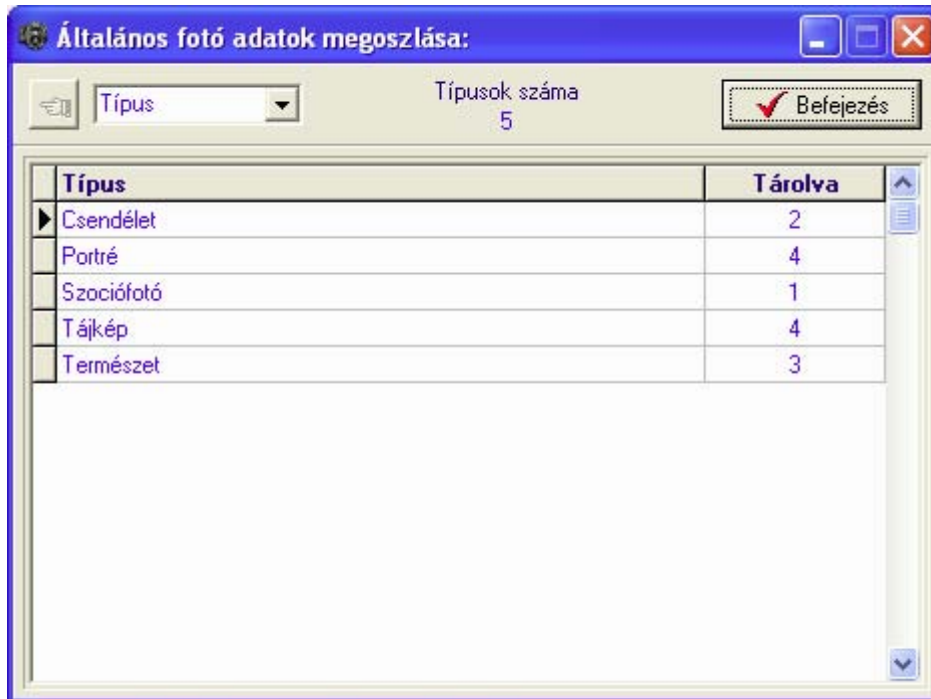 Általános fotó adatok megoszlása:
Típus
Típusok száma
5
Befejezés
Típus Tárolva
Csendélet 2
Portré 4
Szociófotó 1
Tájkép 4
Természet 3